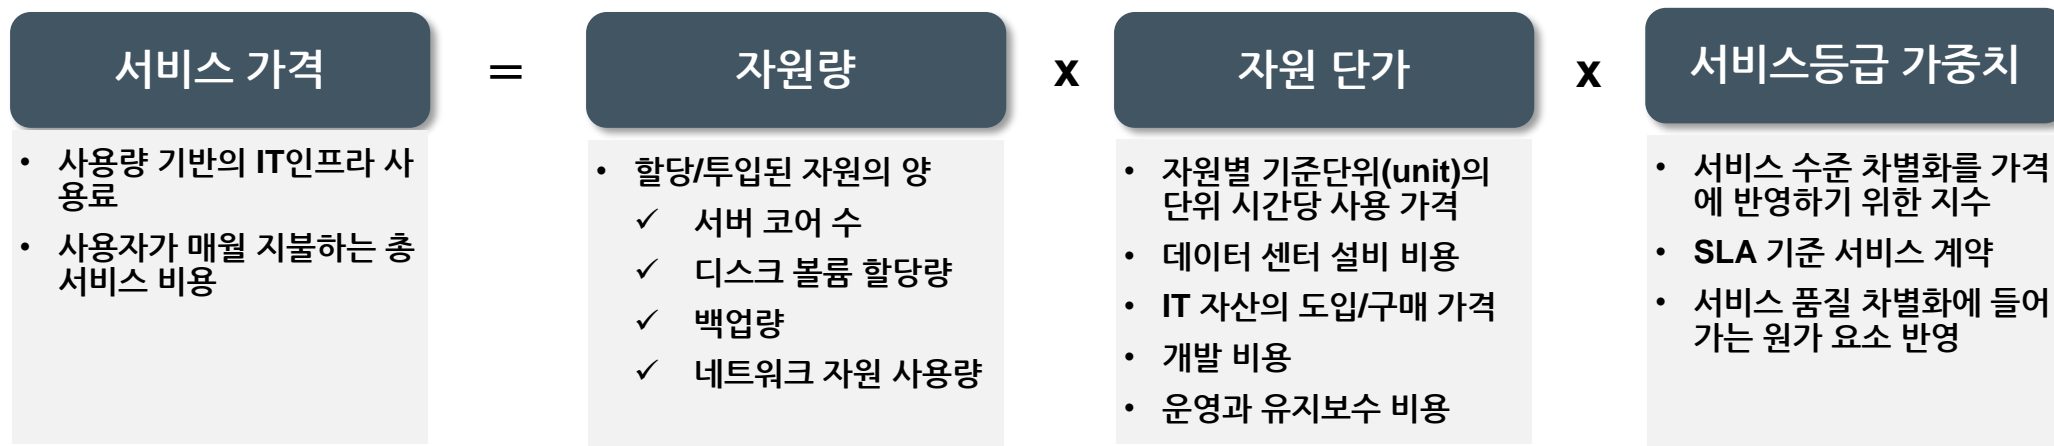 서비스 가격
=
자원량
x
자원 단가
x
서비스등급 가중치
• 사용량 기반의 IT인프라 사
용료
• 사용자가 매월 지불하는 총
서비스 비용
• 할당/투입된 자원의 양
✓ 서버 코어 수
✓ 디스크 볼륨 할당량
✓ 백업량
✓ 네트워크 자원 사용량
• 자원별 기준단위(unit)의
단위 시간당 사용 가격
• 데이터 센터 설비 비용
• IT 자산의 도입/구매 가격
• 개발 비용
• 운영과 유지보수 비용
• 서비스 수준 차별화를 가격
에 반영하기 위한 지수
• SLA 기준 서비스 계약
• 서비스 품질 차별화에 들어
가는 원가 요소 반영